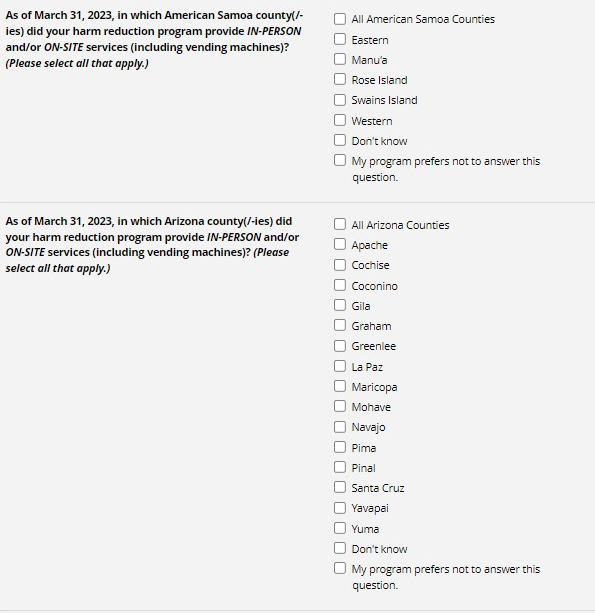 As of March 31, 2023, in which American Samoa county(/-
ies) did your harm reduction program provide IN-PERSON
and/or ON-SITE services (including vending machines)?
(Please select all that apply.)
All American Samoa Counties
Eastern
Manu'a
Rose Island
Swains Island
Western
Don't know
My program prefers not to answer this
question.
As of March 31, 2023, in which Arizona county(/-ies) did
your harm reduction program provide IN-PERSON and/or
ON-SITE services (including vending machines)? (Please
select all that apply.)
All Arizona Counties
Apache
Cochise
Coconino
Gila
Graham
Greenlee
La Paz
Maricopa
Mohave
Navajo
Pima
Pinal
Santa Cruz
Yavapai
Yuma
Don't know
My program prefers not to answer this
question.